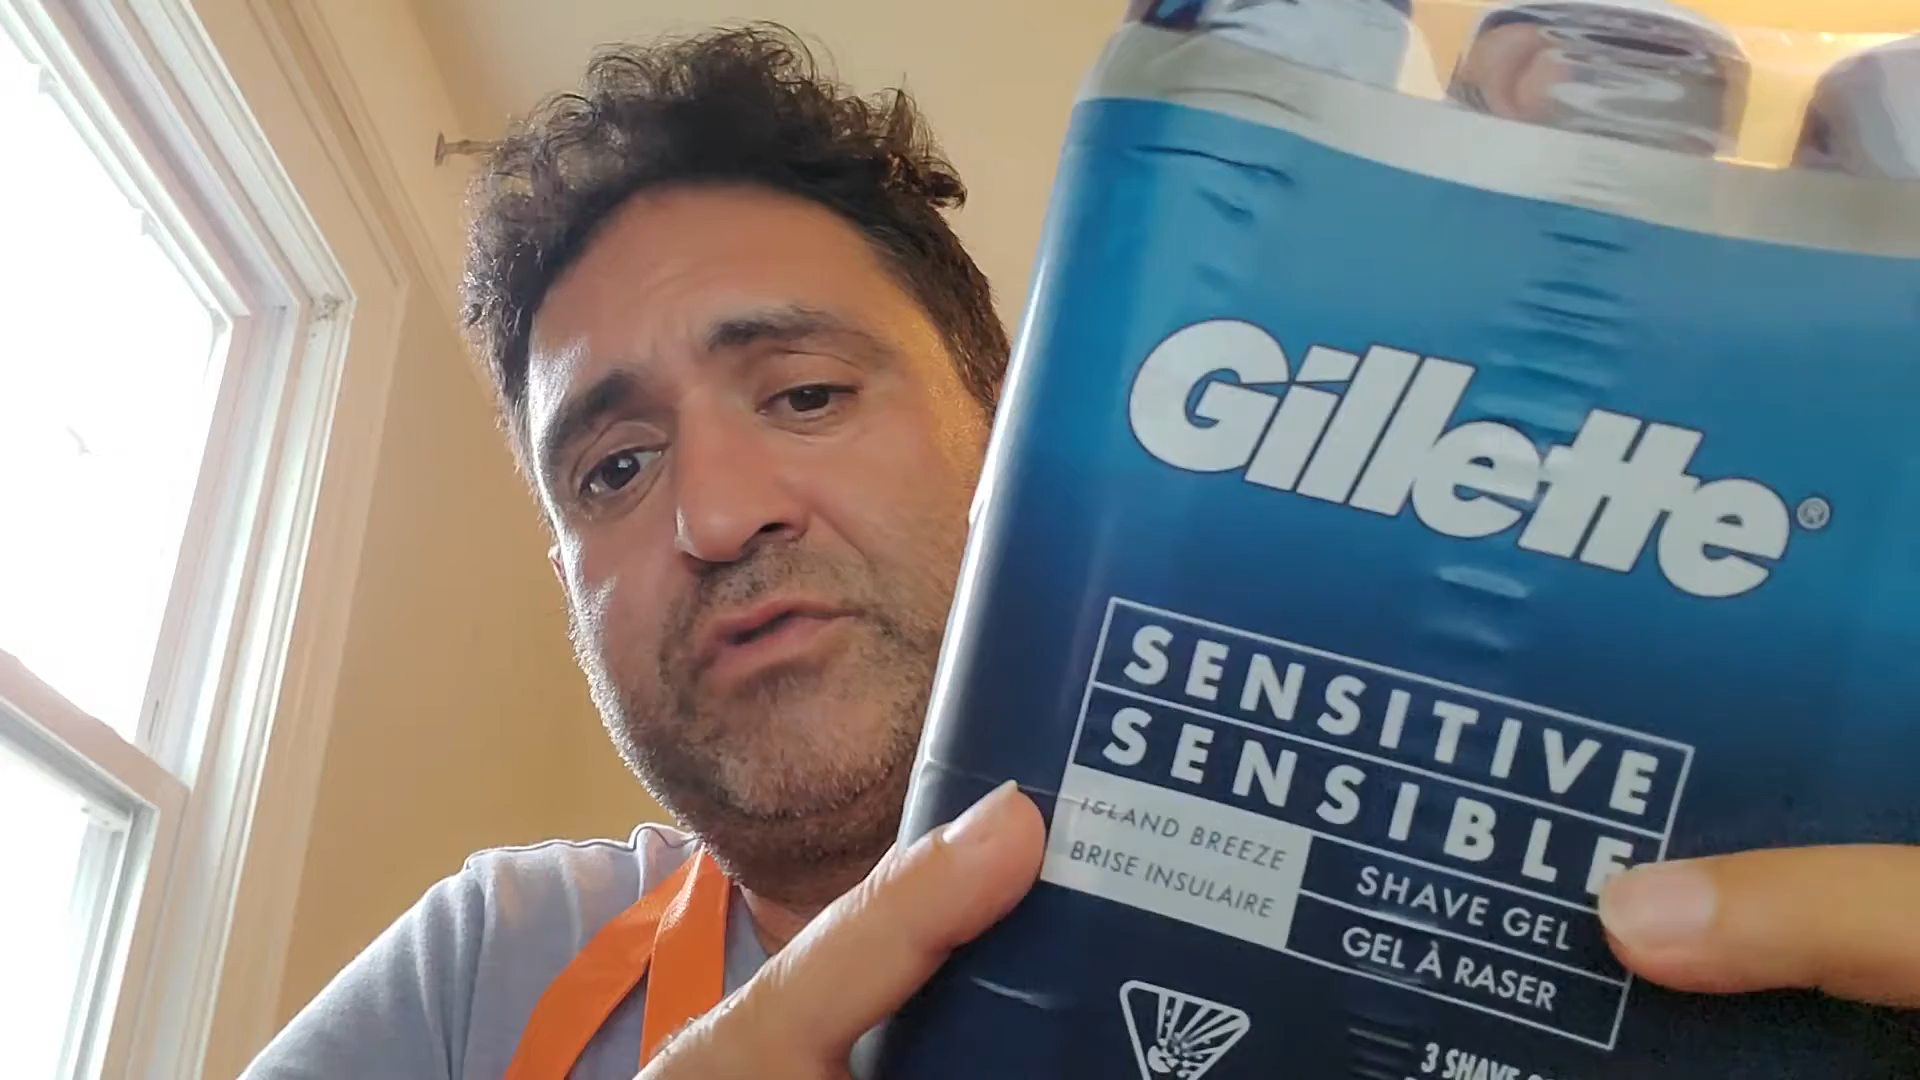 Gillette®
SENSITIVE
SENSIBLE
ISLAND BREEZE
BRISE INSULAIRE
SHAVE GEL
GEL À RASER
3 SHAVE